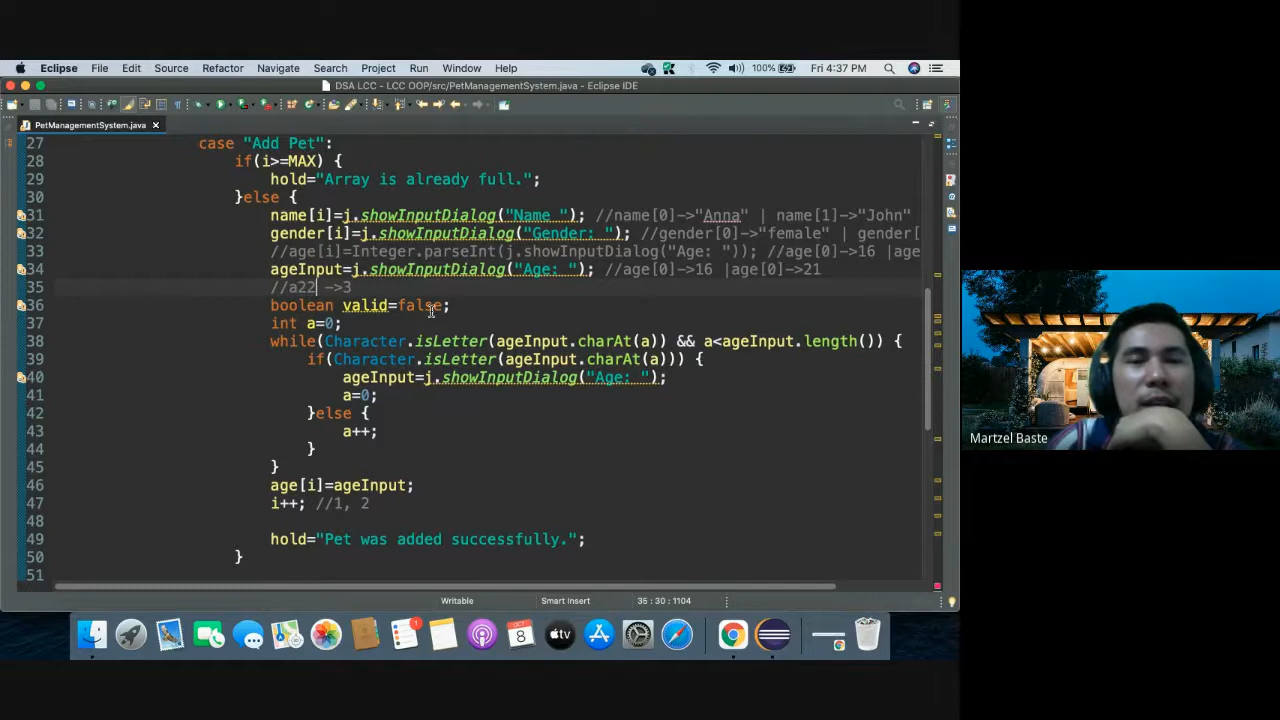 Eclipse File Edit Source Refactor Navigate Search Project Run Window Help 100% Fri 4:37 PM
DSA LCC - LCC OOP/src/PetManagementSystem.java - Eclipse IDE
PetManagementSystem.java
27 case "Add Pet":
28 if(i>=MAX) {
29 hold="Array is already full.";
30 }else {
31 name[i]=j.showInputDialog("Name "); //name[0]->"Anna" | name[1]->"John"
32 gender[i]=j.showInputDialog("Gender: "); //gender[0]->"female" | gender[
33 //age[i]=Integer.parseInt(j.showInputDialog("Age: ")); //age[0]->16 |age
34 ageInput=j.showInputDialog("Age: "); //age[0]->16 |age[0]->21
35 //a22 ->3
36 boolean valid=false;
37 int a=0;
38 while(Character.isLetter(ageInput.charAt(a)) && a<ageInput.length()) {
39 if(Character.isLetter(ageInput.charAt(a))) {
40 ageInput=j.showInputDialog("Age: ");
41 a=0;
42 }else {
43 a++;
44 }
45 }
46 age[i]=ageInput;
47 i++; //1, 2
48
49 hold="Pet was added successfully.";
50 }
51
Writable Smart Insert 35 : 30 : 1104
1
OCT
8
tv
Martzel Baste